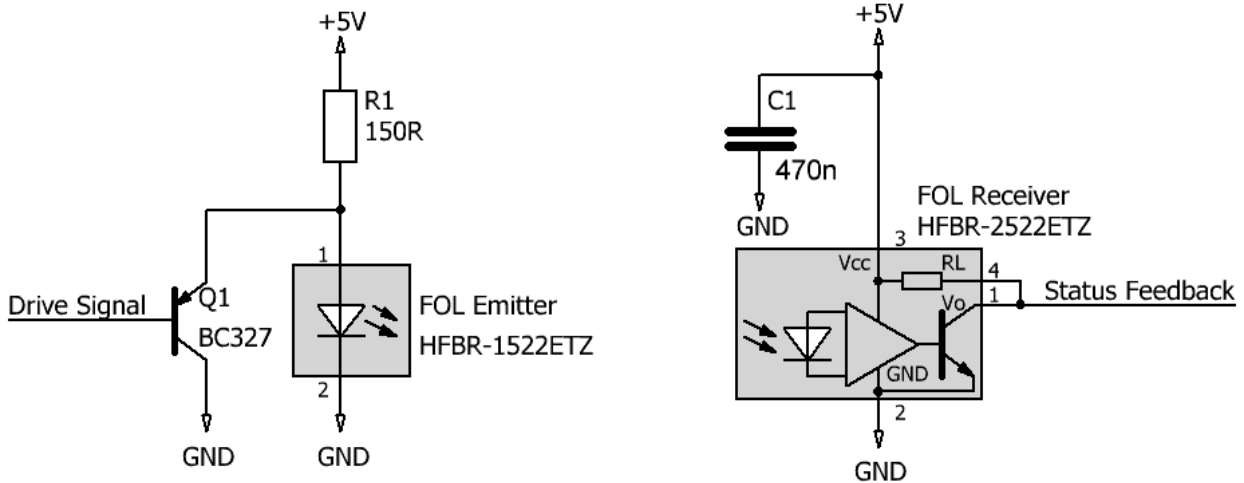 +5V
R1
150R
1
Drive Signal
Q1
BC327
FOL Emitter
HFBR-1522ETZ
2
GND
GND
+5V
C1
470n
GND
FOL Receiver
HFBR-2522ETZ
3
Vcc
RL
4
Vo
1
Status Feedback
GND
2
GND